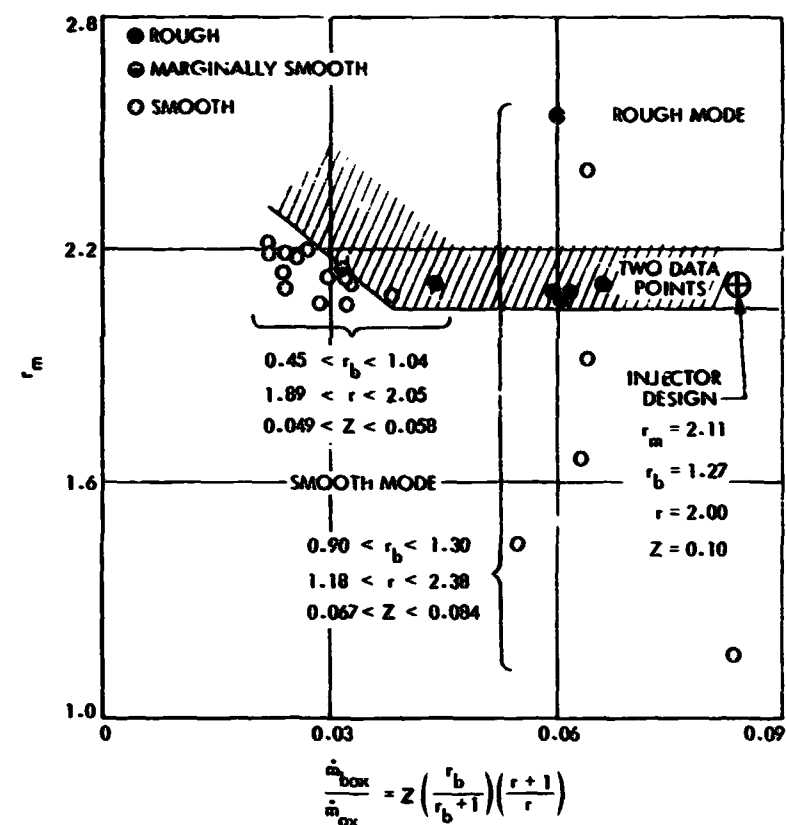 2.8
● ROUGH
⊖ MARGINALLY SMOOTH
○ SMOOTH
ROUGH MODE
2.2
TWO DATA
POINTS
r_m
0.45 < r_b < 1.04
1.89 < r < 2.05
0.049 < Z < 0.058
INJECTOR
DESIGN
r_m = 2.11
r_b = 1.27
r = 2.00
Z = 0.10
1.6
SMOOTH MODE
0.90 < r_b < 1.30
1.18 < r < 2.38
0.067 < Z < 0.084
1.0
0 0.03 0.06 0.09
ṁ_box / ṁ_ox = Z (r_b / r_b + 1) (r + 1 / r)